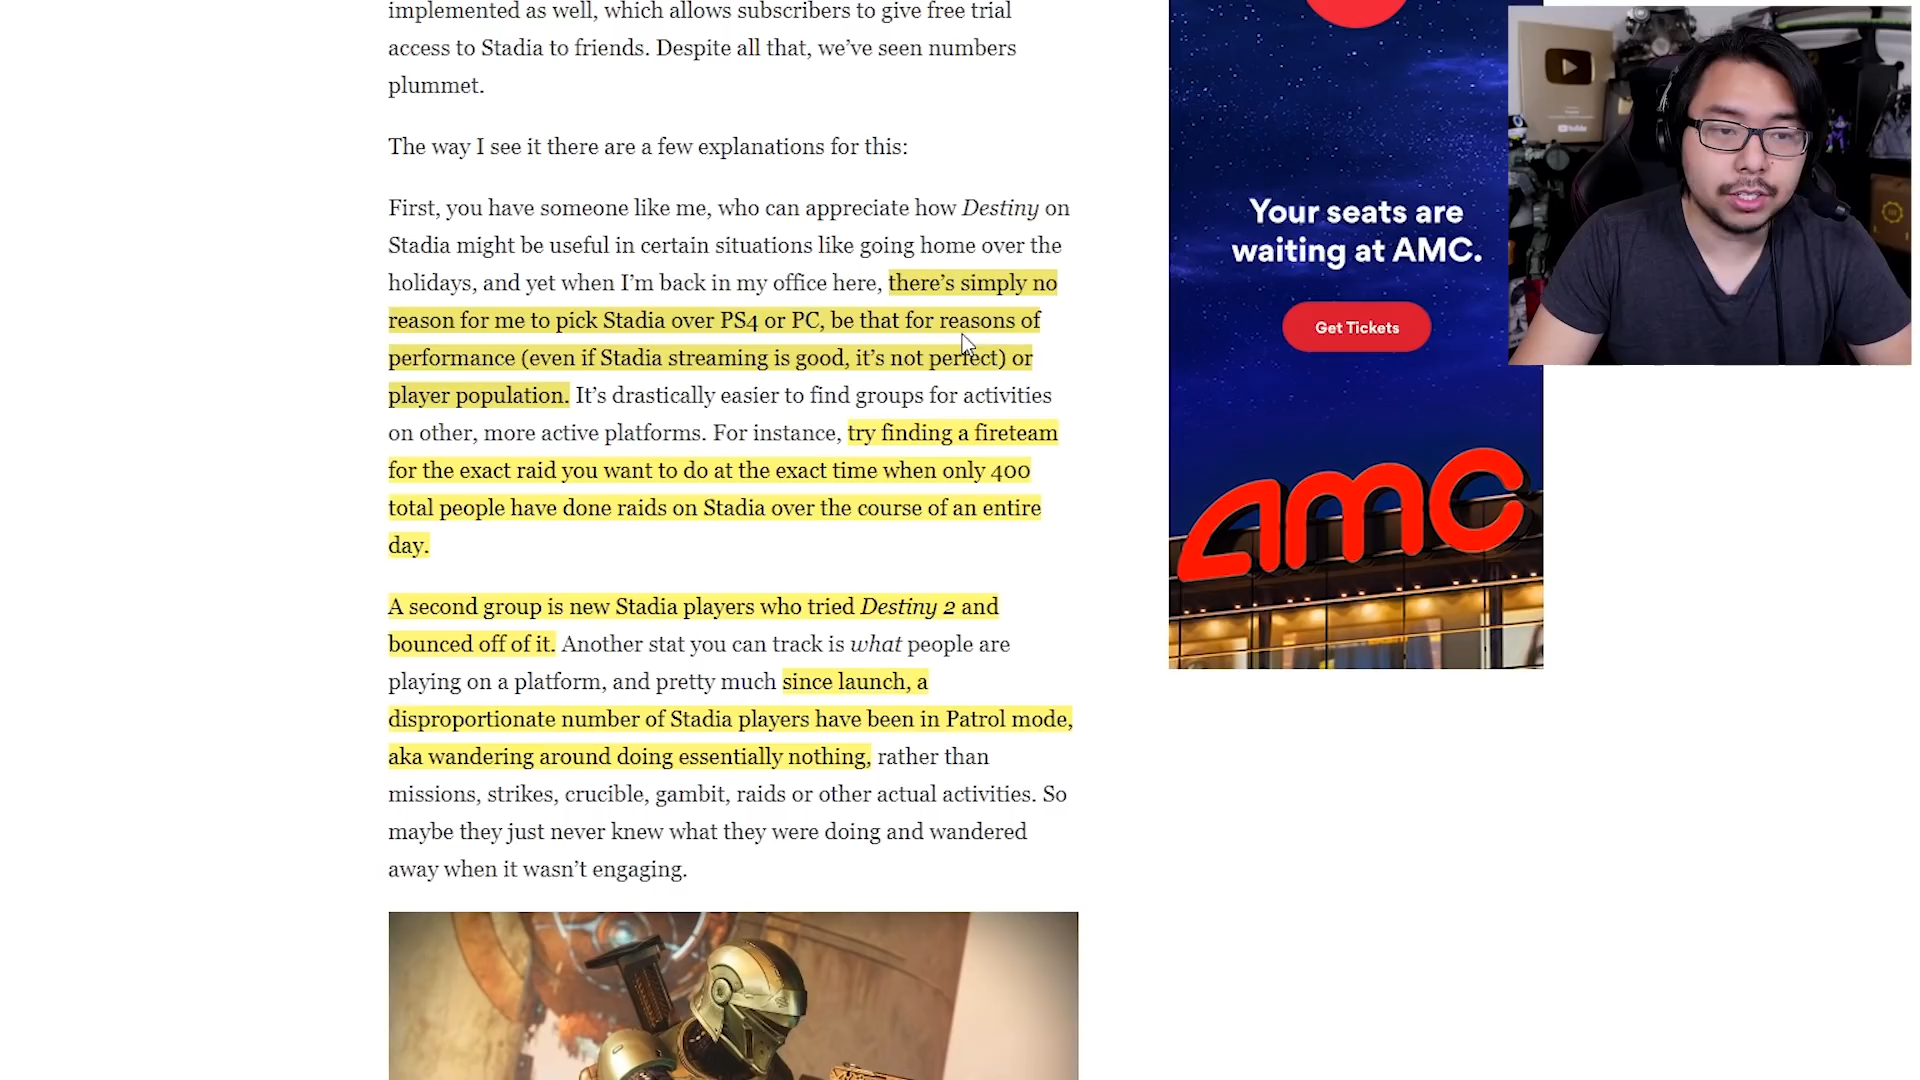 implemented as well, which allows subscribers to give free trial
access to Stadia to friends. Despite all that, we've seen numbers
plummet.
The way I see it there are a few explanations for this:
First, you have someone like me, who can appreciate how Destiny on
Stadia might be useful in certain situations like going home over the
holidays, and yet when I'm back in my office here, there's simply no
reason for me to pick Stadia over PS4 or PC, be that for reasons of
performance (even if Stadia streaming is good, it's not perfect) or
player population. It's drastically easier to find groups for activities
on other, more active platforms. For instance, try finding a fireteam
for the exact raid you want to do at the exact time when only 400
total people have done raids on Stadia over the course of an entire
day.
A second group is new Stadia players who tried Destiny 2 and
bounced off of it. Another stat you can track is what people are
playing on a platform, and pretty much since launch, a
disproportionate number of Stadia players have been in Patrol mode,
aka wandering around doing essentially nothing, rather than
missions, strikes, crucible, gambit, raids or other actual activities. So
maybe they just never knew what they were doing and wandered
away when it wasn't engaging.
Your seats are
waiting at AMC.
Get Tickets
amc